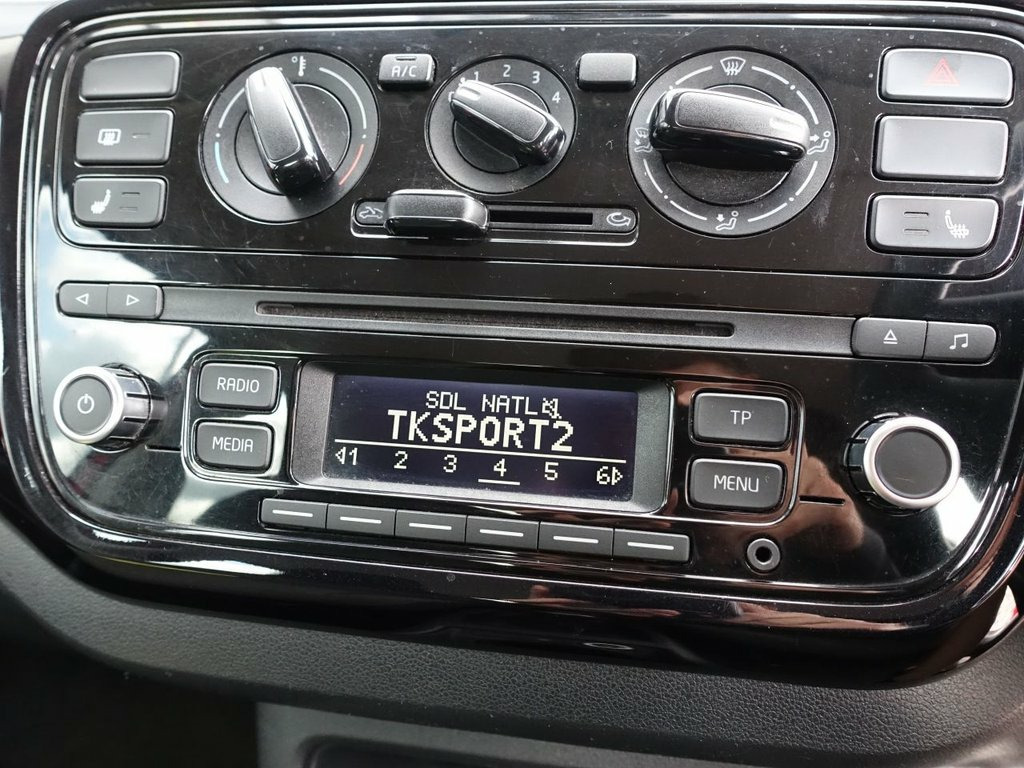 A/C
1 2 3 4
RADIO
MEDIA
SDL NATL
TKSPORT2
1 2 3 4 5 6
TP
MENU